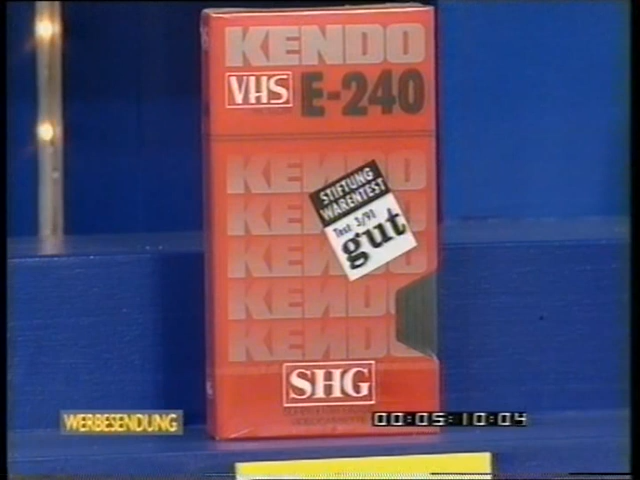 KENDO
VHS E-240
KENDO
STIFTUNG
WARENTEST
Test 3/91
gut
KENDO
KENDO
KENDO
KENDO
SHG
WERBESENDUNG
00:05:10:04